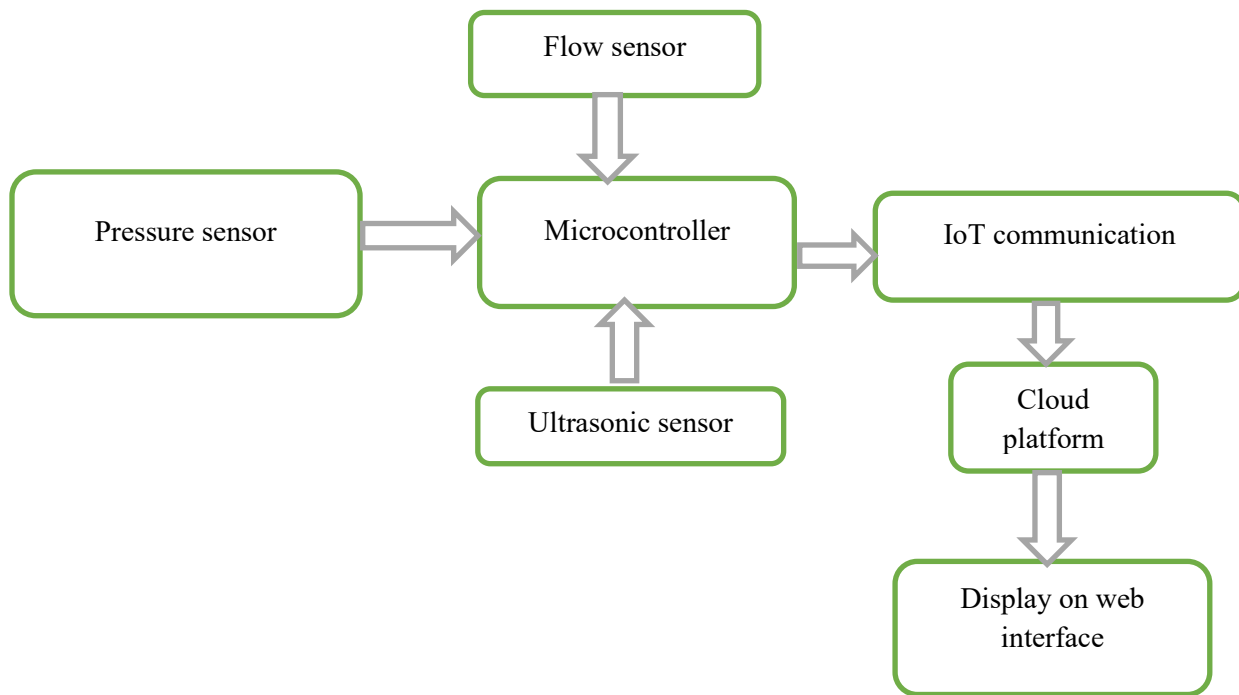 Flow sensor
Pressure sensor
Microcontroller
IoT communication
Ultrasonic sensor
Cloud
platform
Display on web
interface